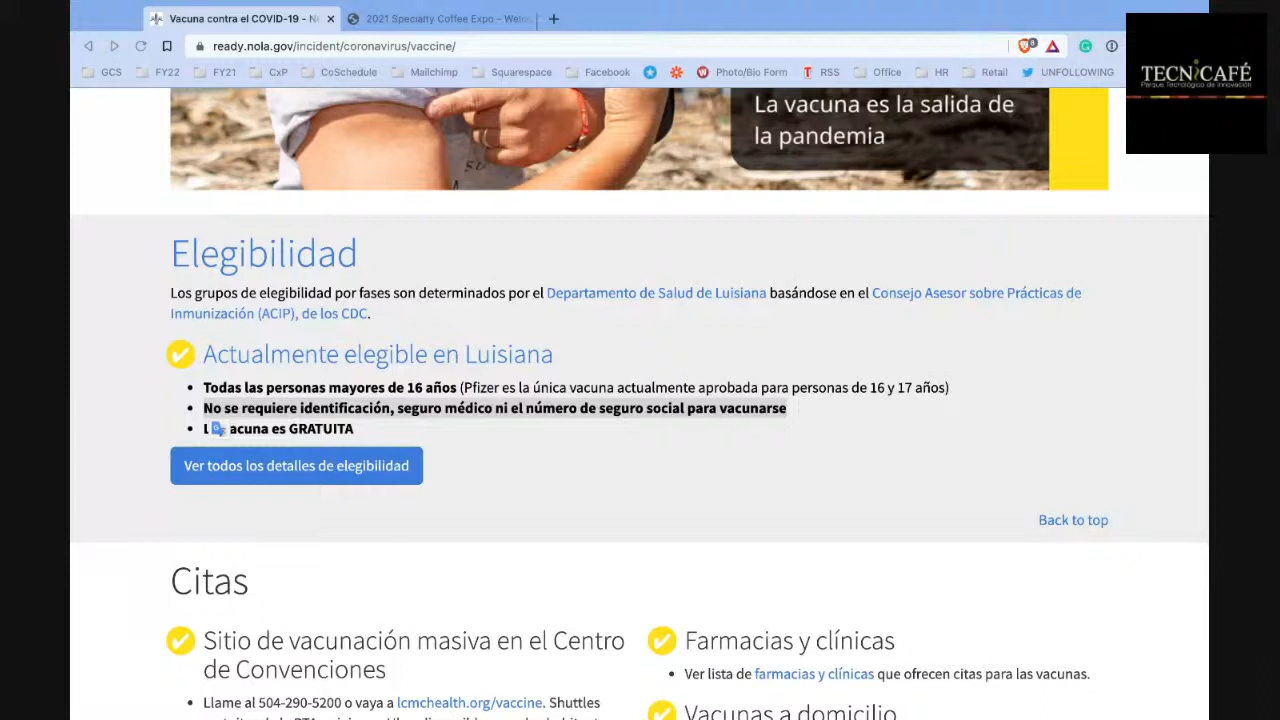 Vacuna contra el COVID-19 - N
2021 Specialty Coffee Expo – Welc
ready.nola.gov/incident/coronavirus/vaccine/
8
GCS
FY22
FY21
CxP
CoSchedule
Mailchimp
Squarespace
Facebook
Photo/Bio Form
RSS
Office
HR
Retail
UNFOLLOWING
TECNICAFÉ
Parque Tecnológico de Innovación
La vacuna es la salida de
la pandemia
Elegibilidad
Los grupos de elegibilidad por fases son determinados por el Departamento de Salud de Luisiana basándose en el Consejo Asesor sobre Prácticas de
Inmunización (ACIP), de los CDC.
Actualmente elegible en Luisiana
Todas las personas mayores de 16 años (Pfizer es la única vacuna actualmente aprobada para personas de 16 y 17 años)
No se requiere identificación, seguro médico ni el número de seguro social para vacunarse
L acuna es GRATUITA
Ver todos los detalles de elegibilidad
Back to top
Citas
Sitio de vacunación masiva en el Centro
de Convenciones
Llame al 504-290-5200 o vaya a lcmchealth.org/vaccine. Shuttles
Farmacias y clínicas
Ver lista de farmacias y clínicas que ofrecen citas para las vacunas.
Vacunas a domicilio